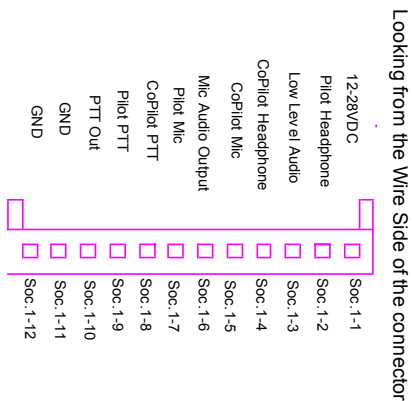 Looking from the Wire Side of the connector
12-28VDC
Pilot Headphone
Low Level Audio
CoPilot Headphone
CoPilot Mic
Mic Audio Output
Pilot Mic
CoPilot PTT
Pilot PTT
PTT Out
GND
GND
Soc.1-1
Soc.1-2
Soc.1-3
Soc.1-4
Soc.1-5
Soc.1-6
Soc.1-7
Soc.1-8
Soc.1-9
Soc.1-10
Soc.1-11
Soc.1-12